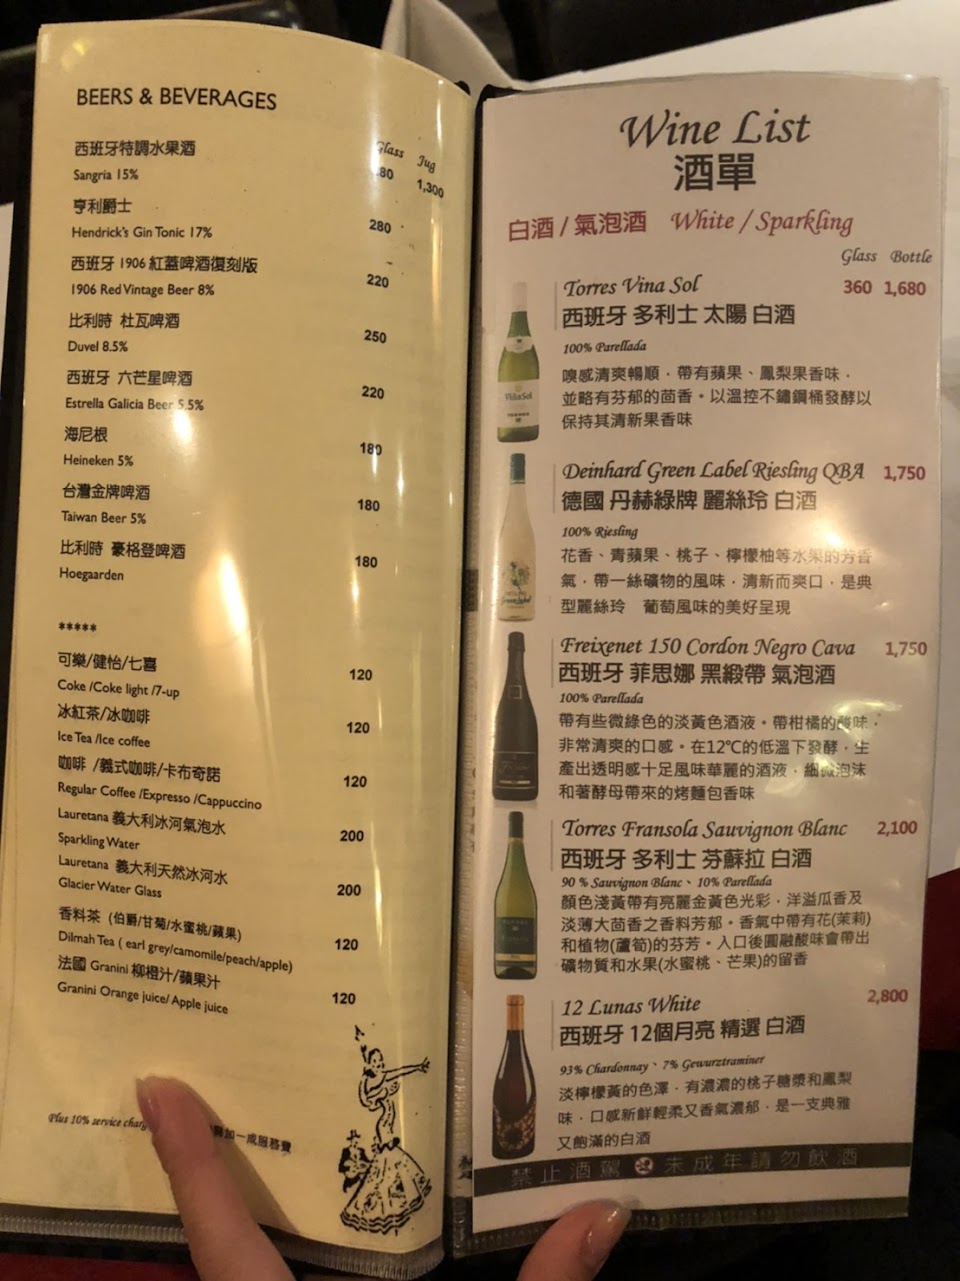 BEERS & BEVERAGES
Glass Jug
西班牙特調水果酒
Sangria 15% 1,300
亨利爵士
Hendrick's Gin Tonic 17% 280
西班牙 1906 紅蓋啤酒復刻版
1906 Red Vintage Beer 8% 220
比利時 杜瓦啤酒
Duvel 8.5% 250
西班牙 六芒星啤酒
Estrella Galicia Beer 5.5% 220
海尼根
Heineken 5% 180
台灣金牌啤酒
Taiwan Beer 5% 180
比利時 豪格登啤酒
Hoegaarden 180
*****
可樂/健怡/七喜
Coke /Coke light /7-up 120
冰紅茶/冰咖啡
Ice Tea /Ice coffee 120
咖啡 /義式咖啡/卡布奇諾
Regular Coffee /Expresso /Cappuccino 120
Lauretana 義大利冰河氣泡水
Sparkling Water 200
Lauretana 義大利天然冰河水
Glacier Water Glass 200
香料茶 (伯爵/甘菊/水蜜桃/蘋果)
Dilmah Tea ( earl grey/camomile/peach/apple) 120
法國 Granini 柳橙汁/蘋果汁
Granini Orange juice/ Apple juice 120
Plus 10% service
加一成服務費
Wine List
酒單
白酒 / 氣泡酒 White / Sparkling
Glass Bottle
Torres Vina Sol 360 1,680
西班牙 多利士 太陽 白酒
100% Parellada
嗅感清爽暢順，帶有蘋果、鳳梨果香味，
並略有芬郁的茴香。以溫控不鏽鋼桶發酵以
保持其清新果香味
Deinhard Green Label Riesling QBA 1,750
德國 丹赫綠牌 麗絲玲 白酒
100% Riesling
花香、青蘋果、桃子、檸檬柚等水果的芳香
氣，帶一絲礦物的風味，清新而爽口，是典
型麗絲玲 葡萄風味的美好呈現
Freixenet 150 Cordon Negro Cava 1,750
西班牙 菲思娜 黑緞帶 氣泡酒
100% Parellada
帶有些微綠色的淡黃色酒液。帶柑橘的酸味，
非常清爽的口感。在12℃的低溫下發酵，生
產出透明感十足風味華麗的酒液，細微泡沫
和著酵母帶來的烤麵包香味
Torres Fransola Sauvignon Blanc 2,100
西班牙 多利士 芬蘇拉 白酒
90 % Sauvignon Blanc、10% Parellada
顏色淺黃帶有亮麗金黃色光彩，洋溢瓜香及
淡薄大茴香之香料芳郁。香氣中帶有花(茉莉)
和植物(蘆筍)的芬芳。入口後圓融酸味會帶出
礦物質和水果(水蜜桃、芒果)的留香
12 Lunas White 2,800
西班牙 12個月亮 精選 白酒
93% Chardonnay、7% Gewurztraminer
淡檸檬黃的色澤，有濃濃的桃子糖漿和鳳梨
味，口感新鮮輕柔又香氣濃郁，是一支典雅
又飽滿的白酒
禁止酒駕 未成年請勿飲酒